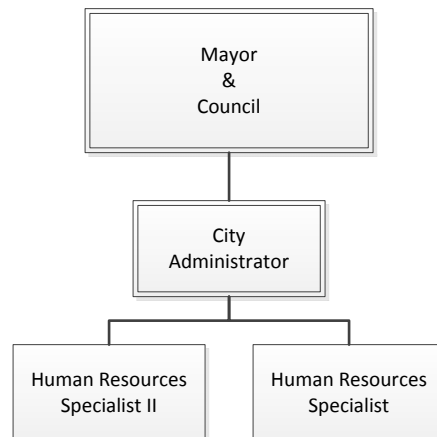 Mayor
&
Council
City
Administrator
Human Resources
Specialist II
Human Resources
Specialist